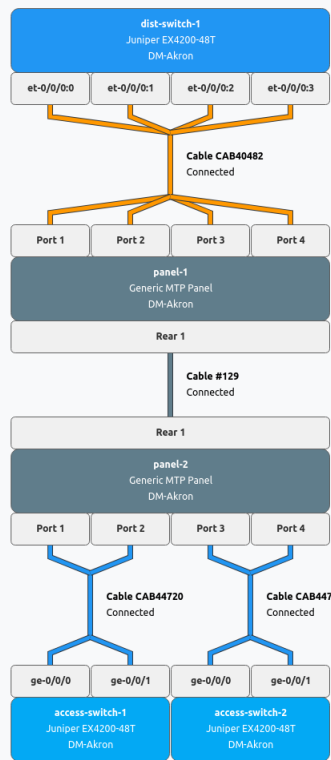 dist-switch-1
Juniper EX4200-48T
DM-Akron
et-0/0/0:0 et-0/0/0:1 et-0/0/0:2 et-0/0/0:3
Cable CAB40482
Connected
Port 1 Port 2 Port 3 Port 4
panel-1
Generic MTP Panel
DM-Akron
Rear 1
Cable #129
Connected
Rear 1
panel-2
Generic MTP Panel
DM-Akron
Port 1 Port 2 Port 3 Port 4
Cable CAB44720 Cable CAB447
Connected Connected
ge-0/0/0 ge-0/0/1 ge-0/0/0 ge-0/0/1
access-switch-1 access-switch-2
Juniper EX4200-48T Juniper EX4200-48T
DM-Akron DM-Akron